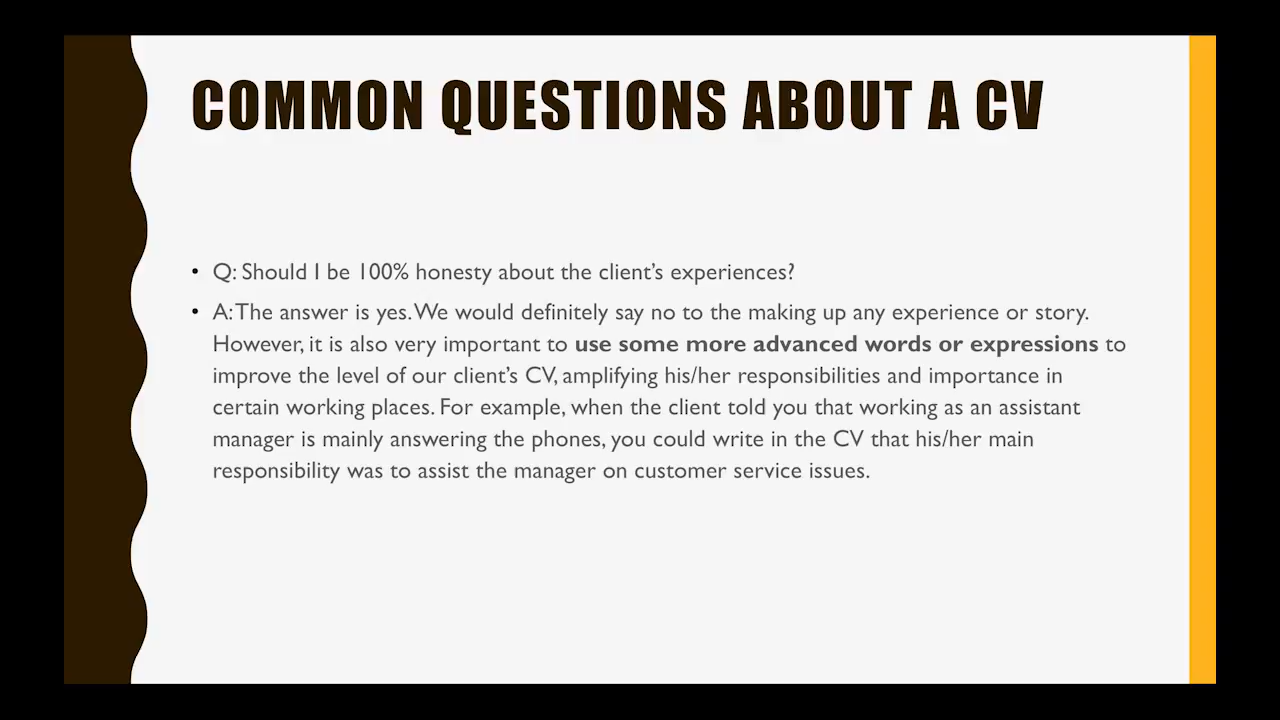 COMMON QUESTIONS ABOUT A CV
• Q: Should I be 100% honesty about the client's experiences?
• A: The answer is yes. We would definitely say no to the making up any experience or story.
However, it is also very important to use some more advanced words or expressions to
improve the level of our client's CV, amplifying his/her responsibilities and importance in
certain working places. For example, when the client told you that working as an assistant
manager is mainly answering the phones, you could write in the CV that his/her main
responsibility was to assist the manager on customer service issues.